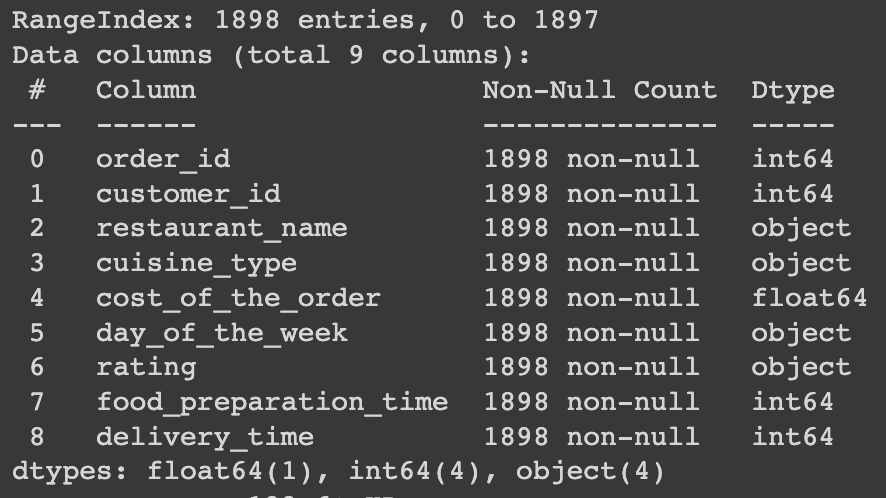 RangeIndex: 1898 entries, 0 to 1897
Data columns (total 9 columns):
 #   Column                 Non-Null Count  Dtype
---  ------                 --------------  -----
 0   order_id               1898 non-null   int64
 1   customer_id            1898 non-null   int64
 2   restaurant_name        1898 non-null   object
 3   cuisine_type           1898 non-null   object
 4   cost_of_the_order      1898 non-null   float64
 5   day_of_the_week        1898 non-null   object
 6   rating                 1898 non-null   object
 7   food_preparation_time  1898 non-null   int64
 8   delivery_time          1898 non-null   int64
dtypes: float64(1), int64(4), object(4)